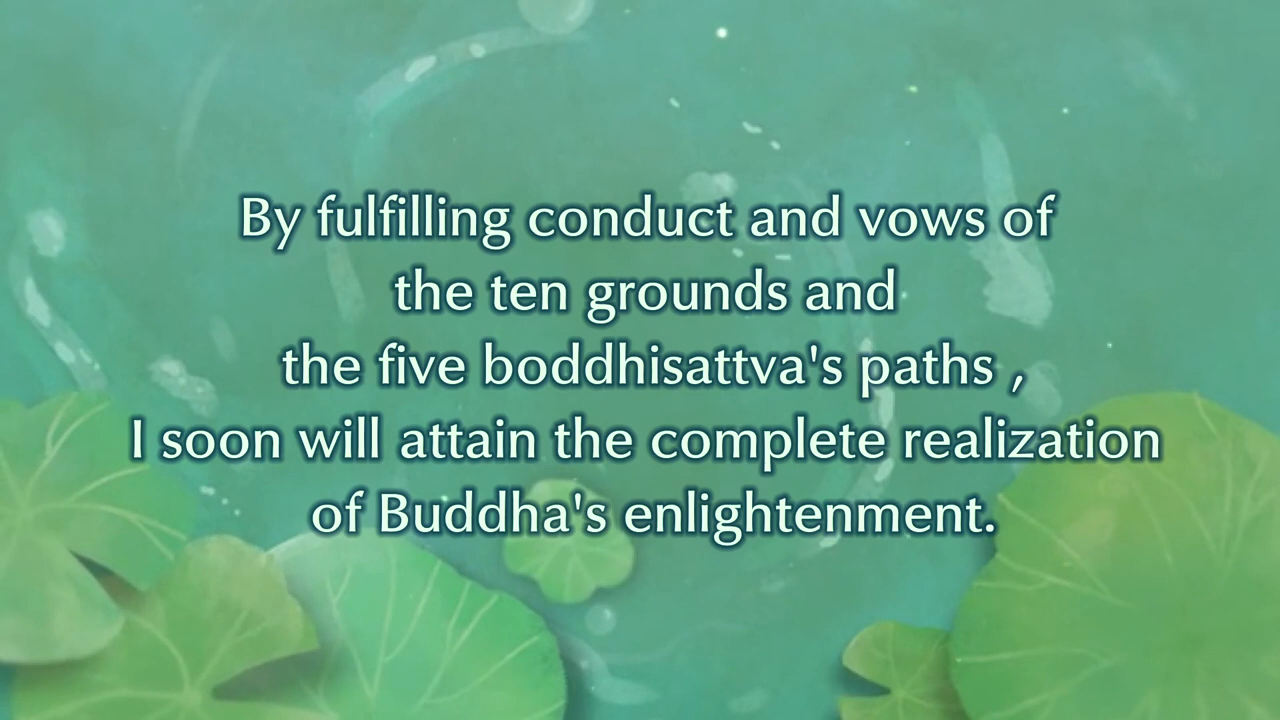 By fulfilling conduct and vows of
the ten grounds and
the five boddhisattva's paths ,
I soon will attain the complete realization
of Buddha's enlightenment.